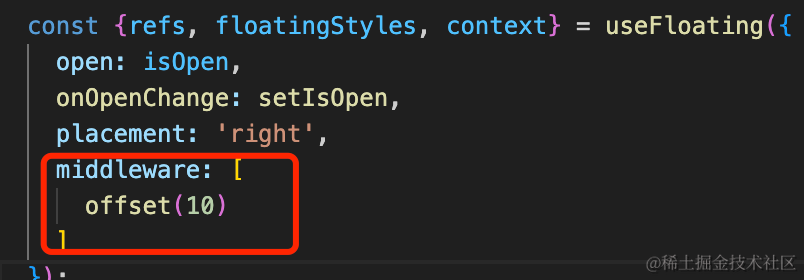 const {refs, floatingStyles, context} = useFloating({
open: isOpen,
onOpenChange: setIsOpen,
placement: 'right',
middleware: [
offset(10)
]
});
@稀土掘金技术社区